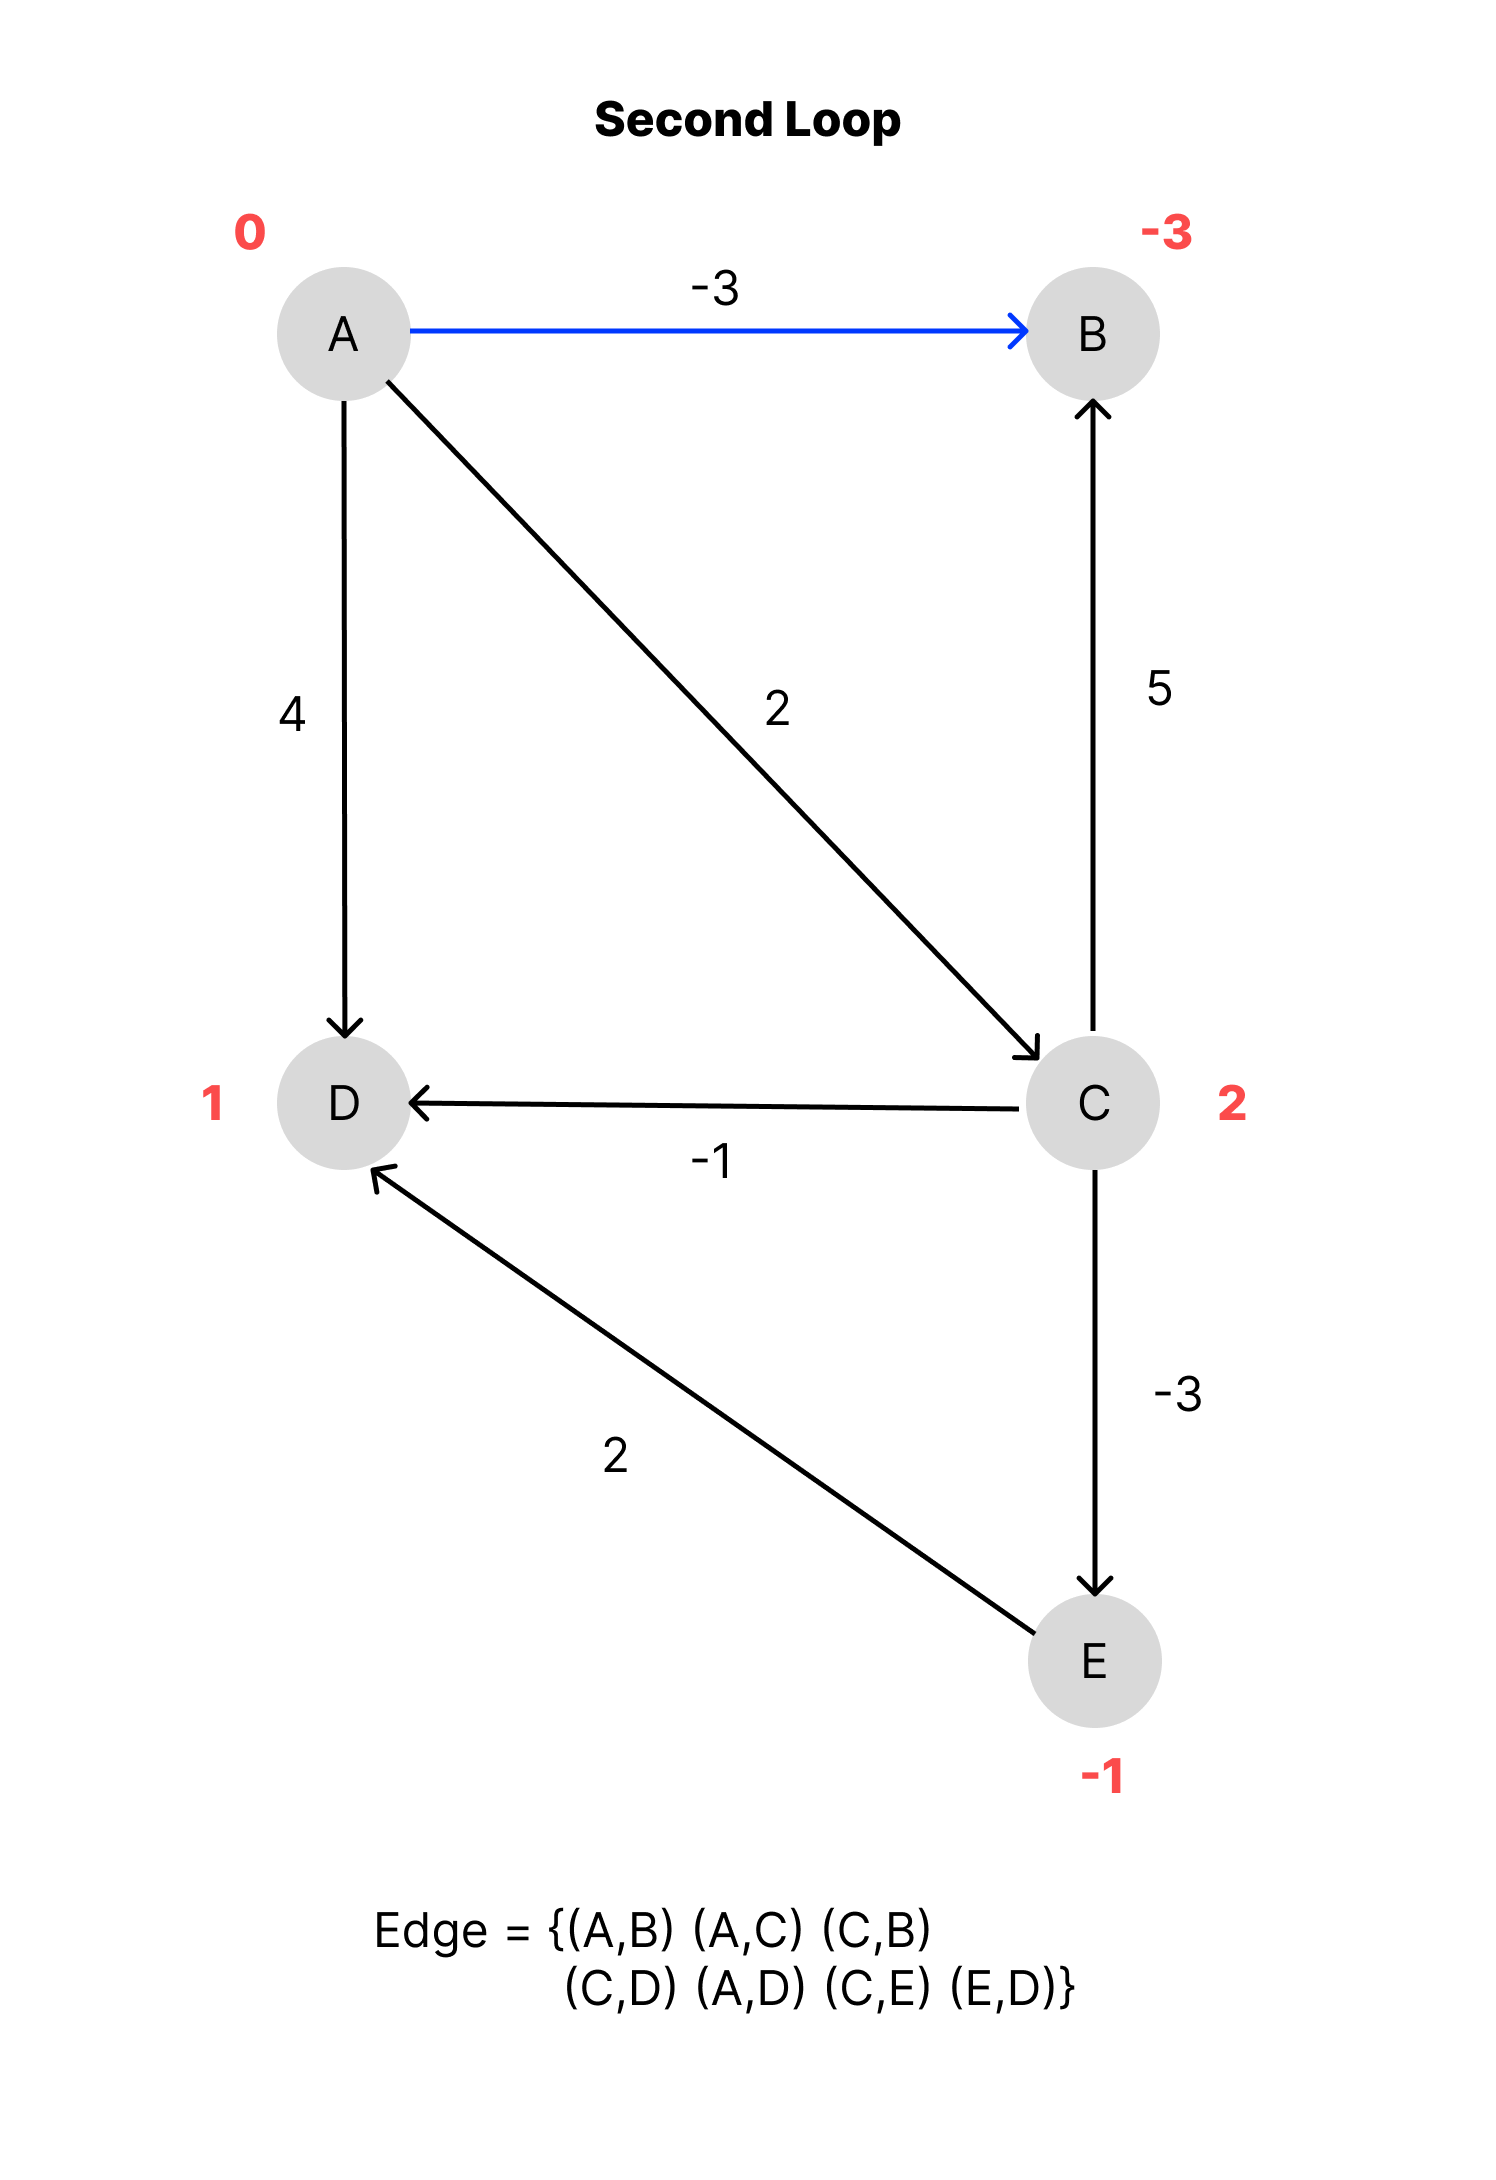 Second Loop
0
-3
-3
A
B
4
2
5
1
D
C
2
-1
-3
2
E
-1
Edge = {(A,B) (A,C) (C,B)
(C,D) (A,D) (C,E) (E,D)}